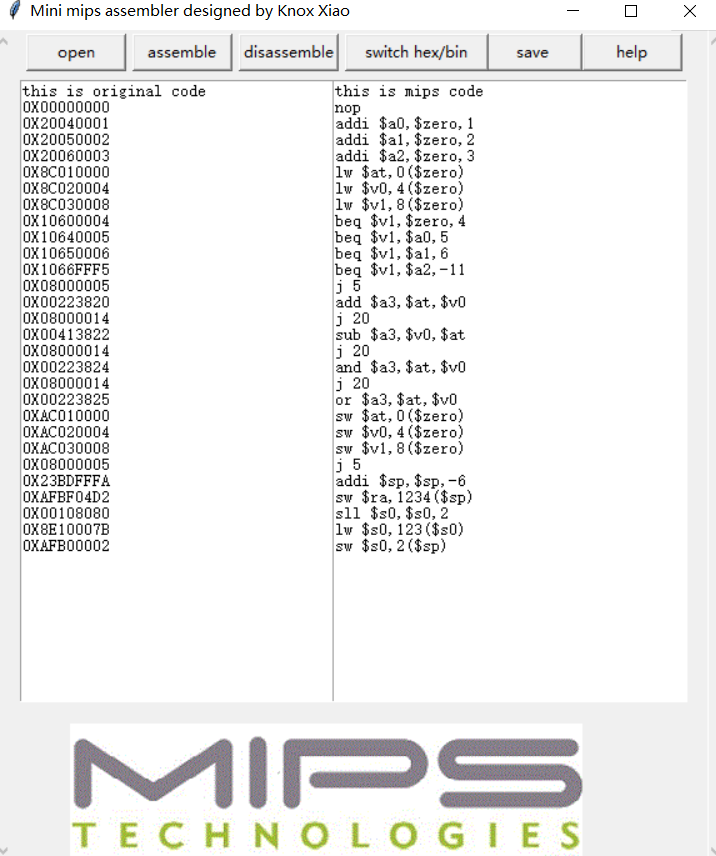 Mini mips assembler designed by Knox Xiao
open assemble disassemble switch hex/bin save help
this is original code
0X00000000
0X20040001
0X20050002
0X20060003
0X8C010000
0X8C020004
0X8C030008
0X10600004
0X10640005
0X10650006
0X1066FFF5
0X08000005
0X00223820
0X08000014
0X00413822
0X08000014
0X00223824
0X08000014
0X00223825
0XAC010000
0XAC020004
0XAC030008
0X08000005
0X23BDFFFA
0XAFBF04D2
0X00108080
0X8E10007B
0XAFB00002
this is mips code
nop
addi $a0,$zero,1
addi $a1,$zero,2
addi $a2,$zero,3
lw $at,0($zero)
lw $v0,4($zero)
lw $v1,8($zero)
beq $v1,$zero,4
beq $v1,$a0,5
beq $v1,$a1,6
beq $v1,$a2,-11
j 5
add $a3,$at,$v0
j 20
sub $a3,$v0,$at
j 20
and $a3,$at,$v0
j 20
or $a3,$at,$v0
sw $at,0($zero)
sw $v0,4($zero)
sw $v1,8($zero)
j 5
addi $sp,$sp,-6
sw $ra,1234($sp)
sll $s0,$s0,2
lw $s0,123($s0)
sw $s0,2($sp)
MIPS
TECHNOLOGIES